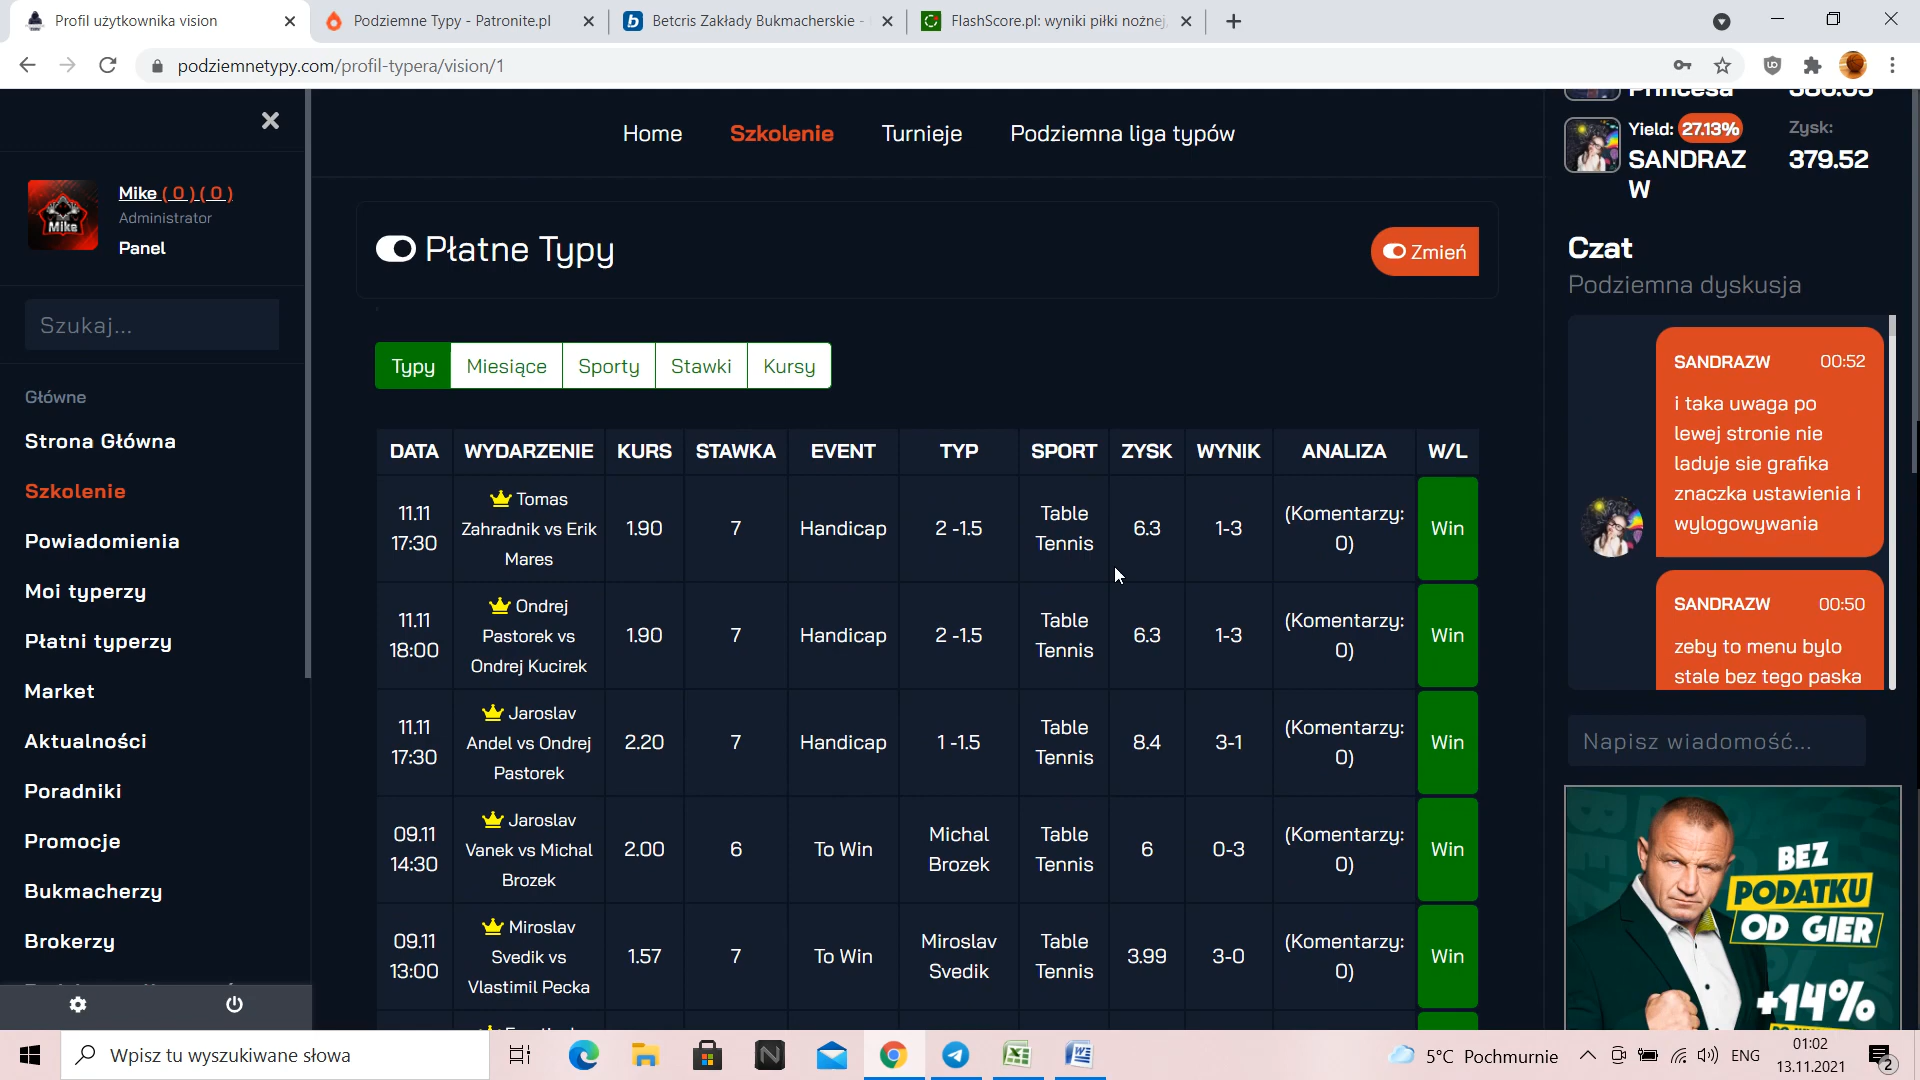 Profil użytkownika vision
Podziemne Typy - Patronite.pl
Betcris Zakłady Bukmacherskie -
FlashScore.pl: wyniki piłki nożnej,
podziemnetypy.com/profil-typera/vision/1
Mike ( 0 ) ( 0 )
Administrator
Panel
Szukaj...
Główne
Strona Główna
Szkolenie
Powiadomienia
Moi typerzy
Płatni typerzy
Market
Aktualności
Poradniki
Promocje
Bukmacherzy
Brokerzy
Home
Szkolenie
Turnieje
Podziemna liga typów
Płatne Typy
Zmień
Typy
Miesiące
Sporty
Stawki
Kursy
DATA WYDARZENIE KURS STAWKA EVENT TYP SPORT ZYSK WYNIK ANALIZA W/L
11.11
17:30
Tomas
Zahradnik vs Erik
Mares
1.90
7
Handicap
2 -1.5
Table
Tennis
6.3
1-3
(Komentarzy:
0)
Win
11.11
18:00
Ondrej
Pastorek vs
Ondrej Kucirek
1.90
7
Handicap
2 -1.5
Table
Tennis
6.3
1-3
(Komentarzy:
0)
Win
11.11
17:30
Jaroslav
Andel vs Ondrej
Pastorek
2.20
7
Handicap
1 -1.5
Table
Tennis
8.4
3-1
(Komentarzy:
0)
Win
09.11
14:30
Jaroslav
Vanek vs Michal
Brozek
2.00
6
To Win
Michal
Brozek
Table
Tennis
6
0-3
(Komentarzy:
0)
Win
09.11
13:00
Miroslav
Svedik vs
Vlastimil Pecka
1.57
7
To Win
Miroslav
Svedik
Table
Tennis
3.99
3-0
(Komentarzy:
0)
Win
Princesa
380.05
Yield: 27.13%
SANDRAZ
W
Zysk:
379.52
Czat
Podziemna dyskusja
SANDRAZW 00:52
i taka uwaga po
lewej stronie nie
laduje sie grafika
znaczka ustawienia i
wylogowywania
SANDRAZW 00:50
zeby to menu bylo
stale bez tego paska
Napisz wiadomość...
BEZ
PODATKU
OD GIER
+14%
Wpisz tu wyszukiwane słowa
5°C Pochmurnie
ENG
01:02
13.11.2021
2